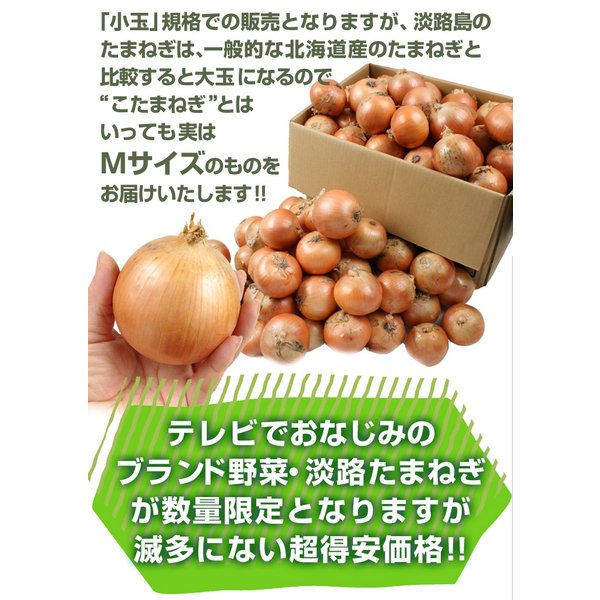 「小玉」規格での販売となりますが、淡路島の
たまねぎは、一般的な北海道産のたまねぎと
比較すると大玉になるので
“こたまねぎ”とは
いっても実は
Mサイズのものを
お届けいたします!!
テレビでおなじみの
ブランド野菜・淡路たまねぎ
が数量限定となりますが
滅多にない超得安価格!!